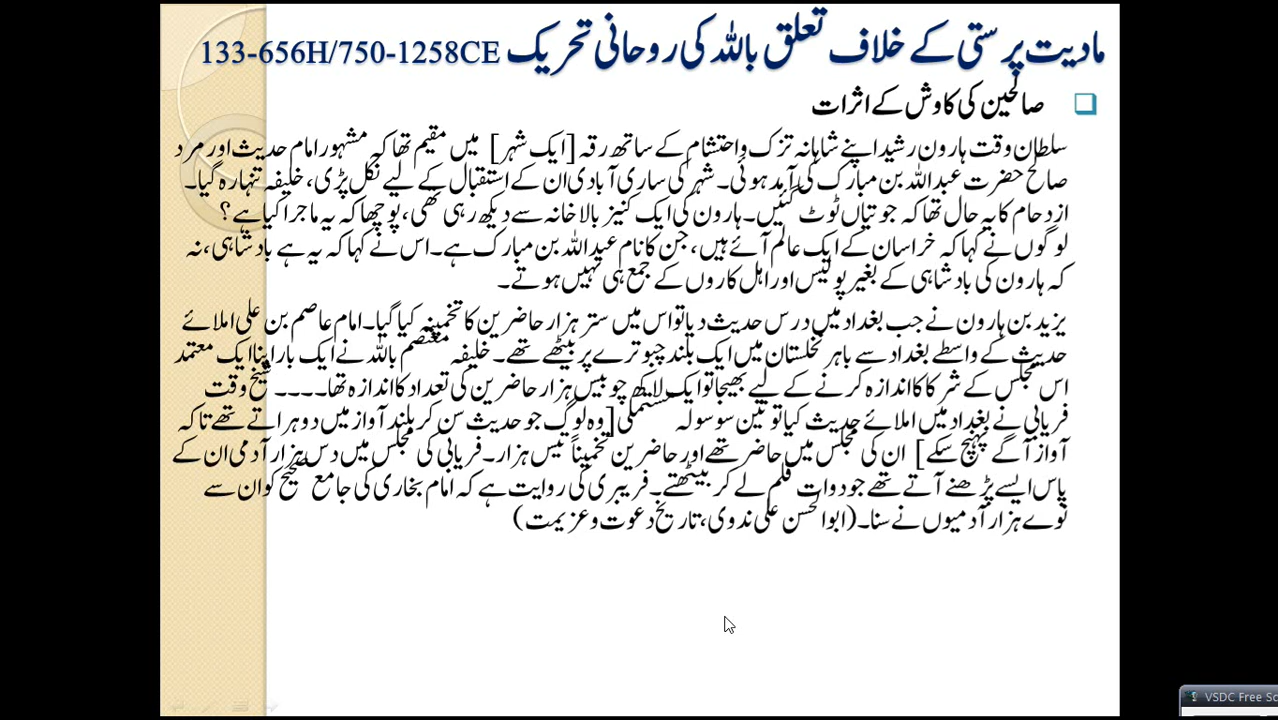 مادیت پرستی کے خلاف تعلق باللہ کی روحانی تحریک 133-656H/750-1258CE
صالحین کی کاوش کے اثرات
سلطان وقت ہارون رشید اپنے شاہانہ تزک و احتشام کے ساتھ رقہ [ایک شہر] میں مقیم تھا کہ مشہور امام حدیث اور مرد
صالح حضرت عبداللہ بن مبارک کی آمد ہوئی۔ شہر کی ساری آبادی ان کے استقبال کے لیے نکل پڑی، خلیفہ تنہا رہ گیا۔
ازدحام کا یہ حال تھا کہ جوتیاں ٹوٹ گئیں۔ ہارون کی ایک کنیز بالا خانہ سے دیکھ رہی تھی، پوچھا کہ یہ ماجرا کیا ہے؟
لوگوں نے کہا کہ خراسان کے ایک عالم آئے ہیں، جن کا نام عبداللہ بن مبارک ہے۔ اس نے کہا کہ یہ ہے بادشاہی، نہ
کہ ہارون کی بادشاہی کے بغیر پولیس اور اہل کاروں کے جمع ہی نہیں ہوتے۔
یزید بن ہارون نے جب بغداد میں درس حدیث دیا تو اس میں ستر ہزار حاضرین کا تخمینہ کیا گیا۔ امام عاصم بن علی املائے
حدیث کے واسطے بغداد سے باہر نخلستان میں ایک بلند چبوترے پر بیٹھے تھے۔ خلیفہ معتصم باللہ نے ایک بار اپنا ایک معتمد
اس مجلس کے شرکا کا اندازہ کرنے کے لیے بھیجا تو ایک لاکھ چوبیس ہزار حاضرین کی تعداد کا اندازہ تھا۔۔۔۔ شیخ وقت
فریابی نے بغداد میں املائے حدیث کیا تو تین سو سولہ مستملی [وہ لوگ جو حدیث سن کر بلند آواز میں دوہراتے تھے تاکہ
آواز آگے پہنچ سکے] ان کی مجلس میں حاضر تھے اور حاضرین تخمیناً تیس ہزار۔ فریابی کی مجلس میں دس ہزار آدمی ان کے
پاس ایسے پڑھنے آتے تھے جو دوات قلم لے کر بیٹھتے۔ فریبری کی روایت ہے کہ امام بخاری کی جامع صحیح کو ان سے
نوے ہزار آدمیوں نے سنا۔ (ابوالحسن علی ندوی، تاریخ دعوت و عزیمت)
VSDC Free Sc